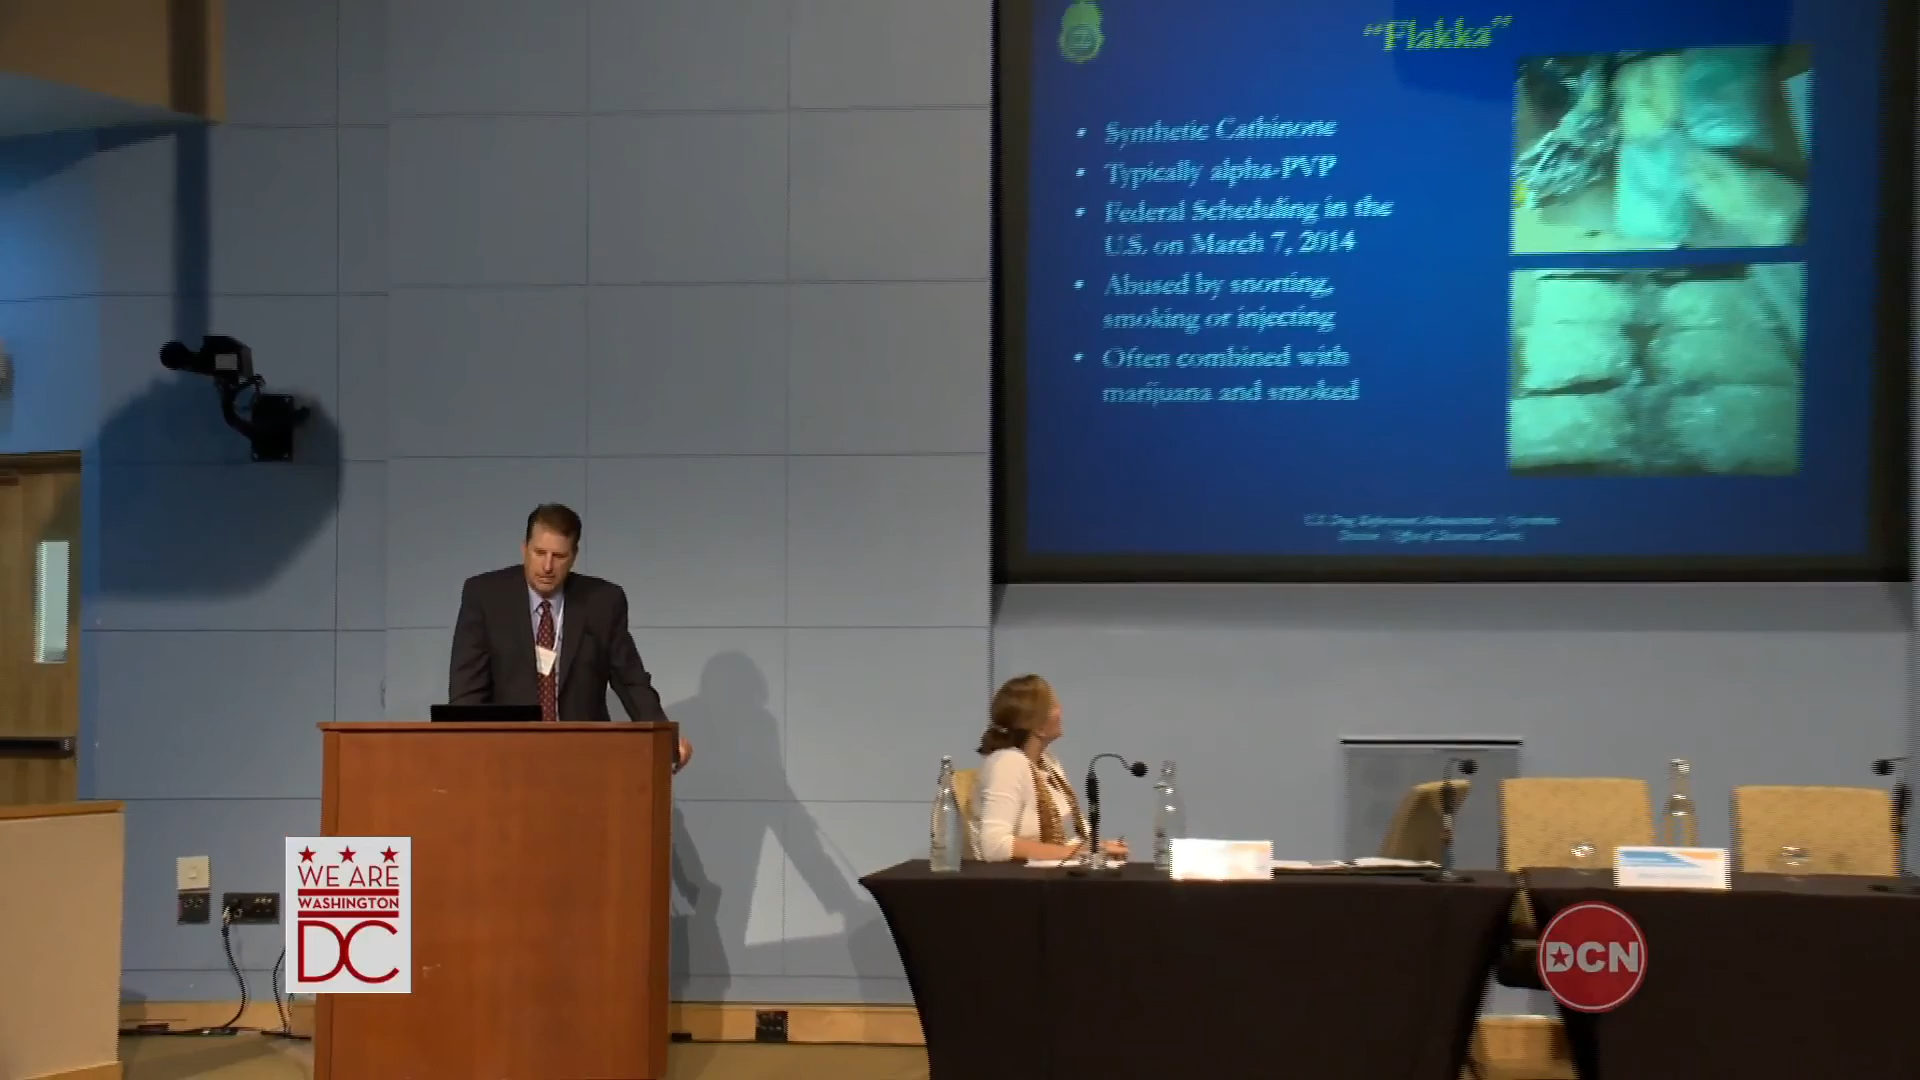 “Flakka”
• Synthetic Cathinone
• Typically alpha-PVP
• Federal Scheduling in the
U.S. on March 7, 2014
• Abused by snorting,
smoking or injecting
• Often combined with
marijuana and smoked
WE ARE
WASHINGTON
DC
DCN